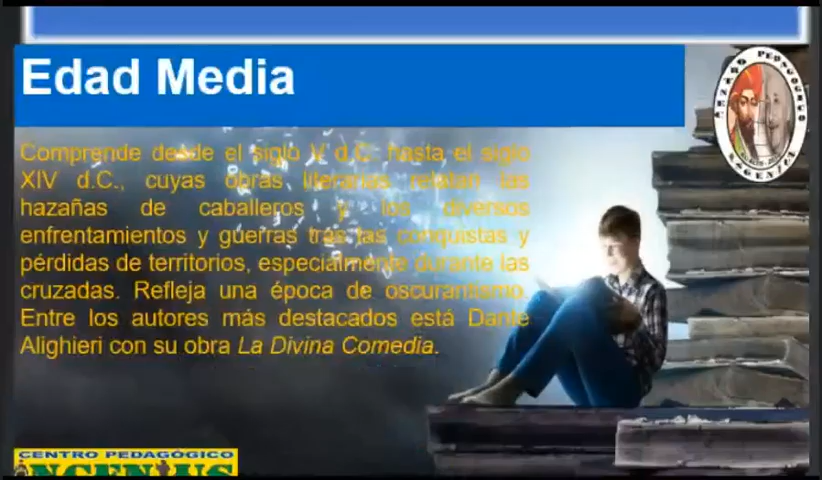 Edad Media
Comprende desde el siglo V d.C. hasta el siglo
XIV d.C., cuyas obras literarias relatan las
hazañas de caballeros y los diversos
enfrentamientos y guerras tras las conquistas y
pérdidas de territorios, especialmente durante las
cruzadas. Refleja una época de oscurantismo.
Entre los autores más destacados está Dante
Alighieri con su obra La Divina Comedia.
CENTRO PEDAGÓGICO
CENTRO PEDAGÓGICO